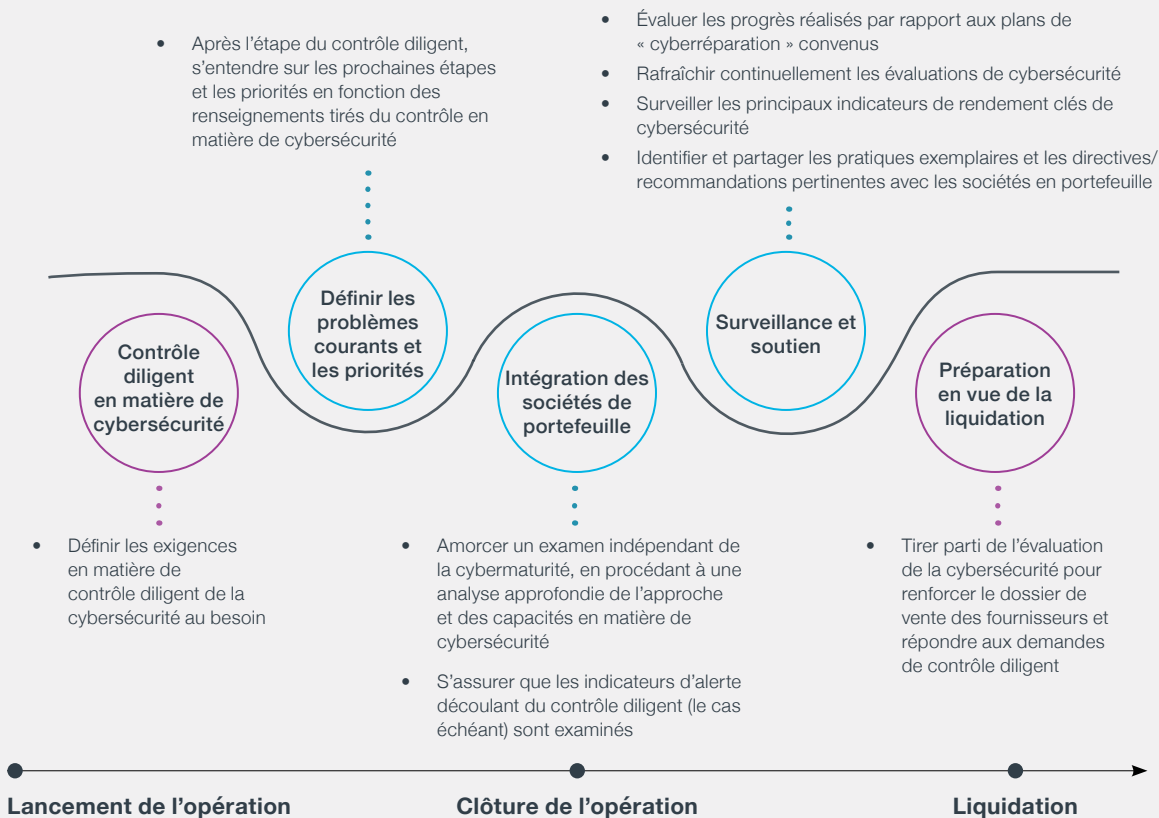 • Après l’étape du contrôle diligent,
s’entendre sur les prochaines étapes
et les priorités en fonction des
renseignements tirés du contrôle en
matière de cybersécurité
• Évaluer les progrès réalisés par rapport aux plans de
« cyberréparation » convenus
• Rafraîchir continuellement les évaluations de cybersécurité
• Surveiller les principaux indicateurs de rendement clés de
cybersécurité
• Identifier et partager les pratiques exemplaires et les directives/
recommandations pertinentes avec les sociétés en portefeuille
Contrôle
diligent
en matière de
cybersécurité
Définir les
problèmes
courants et
les priorités
Intégration des
sociétés de
portefeuille
Surveillance et
soutien
Préparation
en vue de la
liquidation
• Définir les exigences
en matière de
contrôle diligent de la
cybersécurité au besoin
• Amorcer un examen indépendant de
la cybermaturité, en procédant à une
analyse approfondie de l’approche
et des capacités en matière de
cybersécurité
• S’assurer que les indicateurs d’alerte
découlant du contrôle diligent (le cas
échéant) sont examinés
• Tirer parti de l’évaluation
de la cybersécurité pour
renforcer le dossier de
vente des fournisseurs et
répondre aux demandes
de contrôle diligent
Lancement de l’opération
Clôture de l’opération
Liquidation